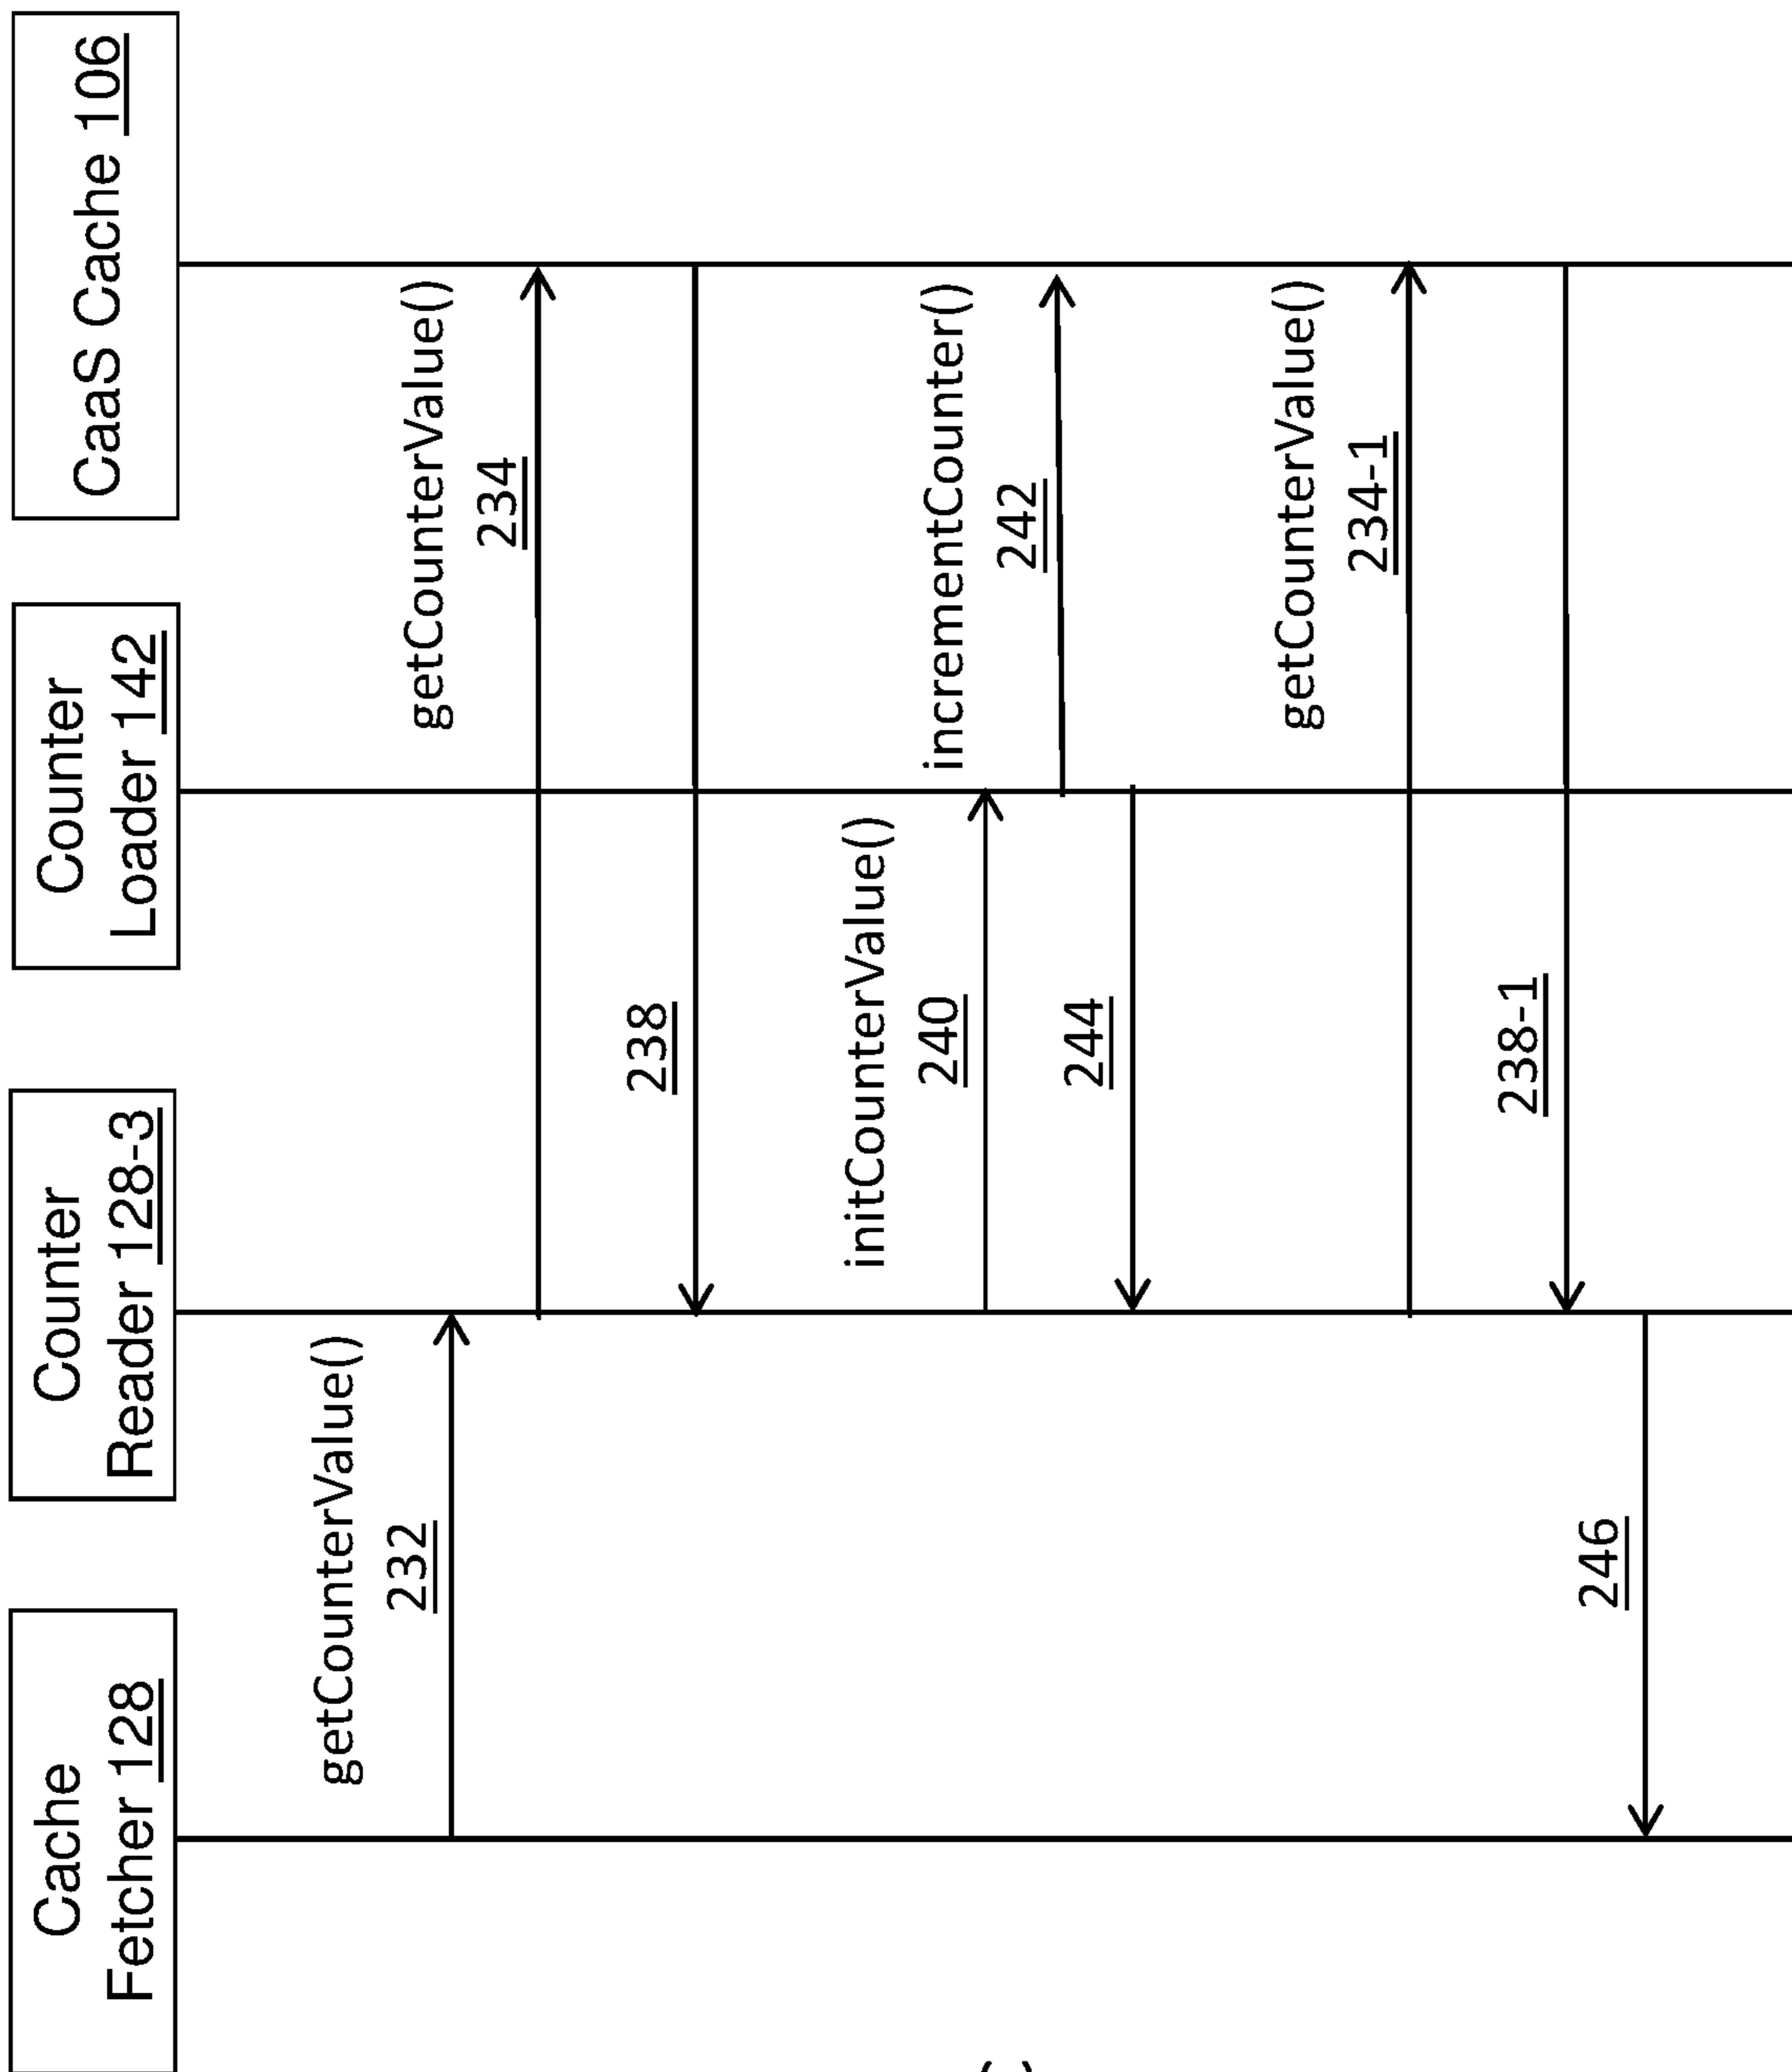 Cache
Fetcher 128
Counter
Reader 128-3
Counter
Loader 142
CaaS Cache 106
getCounterValue()
232
getCounterValue()
234
238
initCounterValue()
240
incrementCounter()
242
244
getCounterValue()
234-1
238-1
246